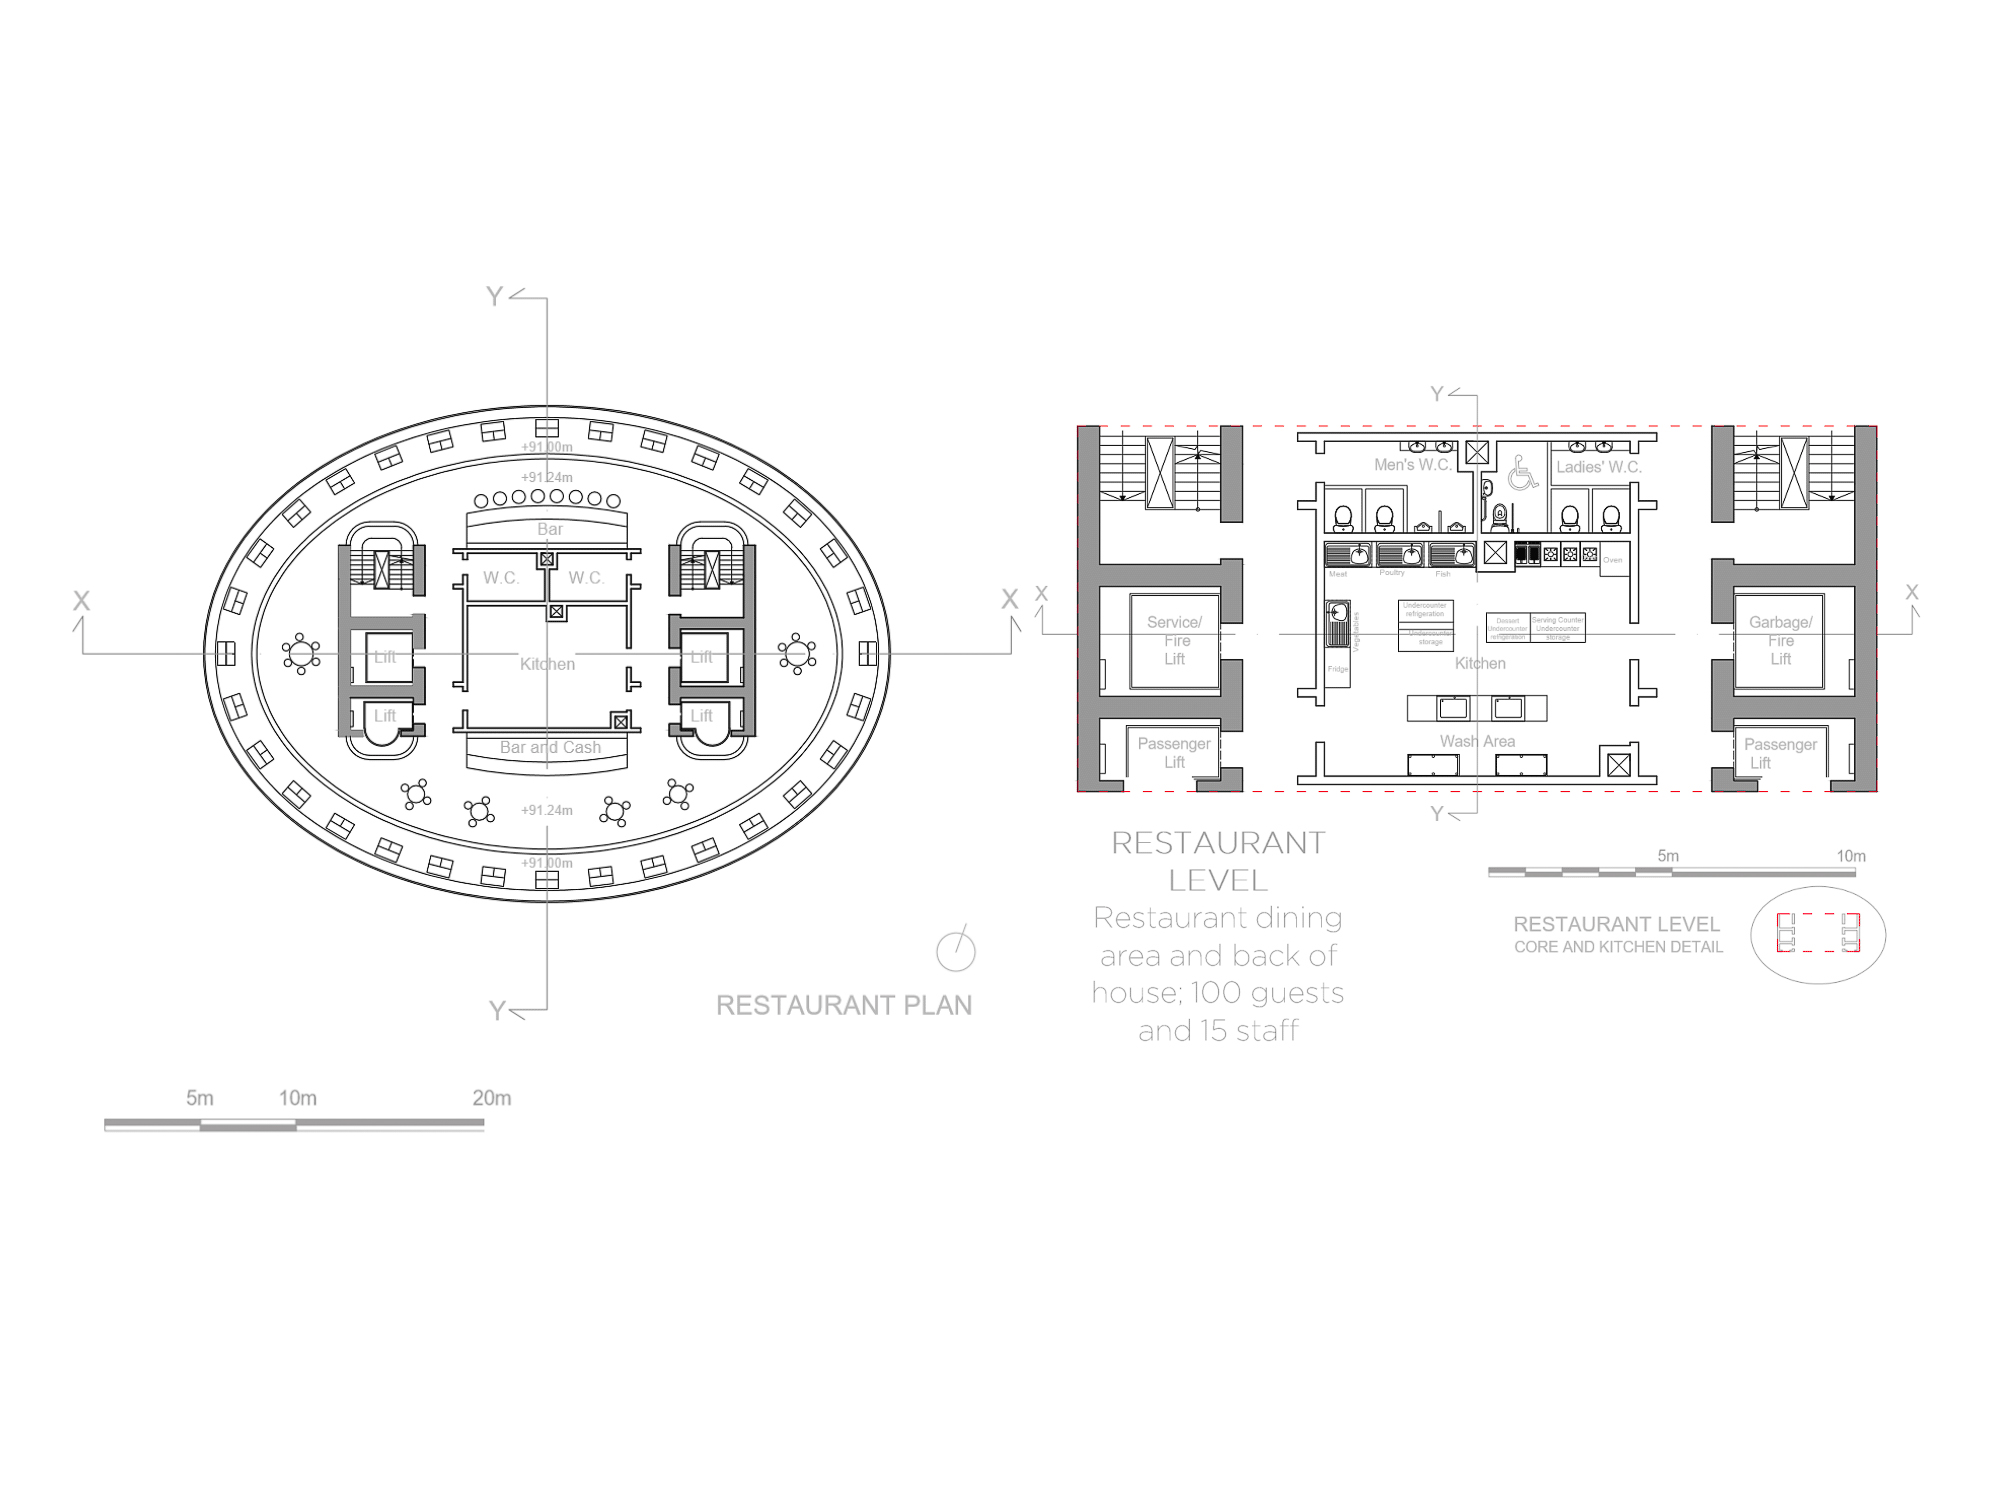 Y
+91.00m
+91.24m
Bar
W.C. W.C.
X X
Lift Kitchen Lift
Lift Lift
Bar and Cash
+91.24m
+91.00m
Y
RESTAURANT PLAN
5m 10m 20m
Y
Men's W.C. Ladies' W.C.
Meat Poultry Fish Oven
X X
Vegetables
Undercounter
refrigeration
Undercounter
storage
Dessert
Undercounter
refrigeration
Serving Counter
Undercounter
storage
Service/
Fire
Lift
Garbage/
Fire
Lift
Kitchen
Fridge
Passenger
Lift
Wash Area
Passenger
Lift
Y
RESTAURANT
LEVEL
Restaurant dining
area and back of
house; 100 guests
and 15 staff
5m 10m
RESTAURANT LEVEL
CORE AND KITCHEN DETAIL